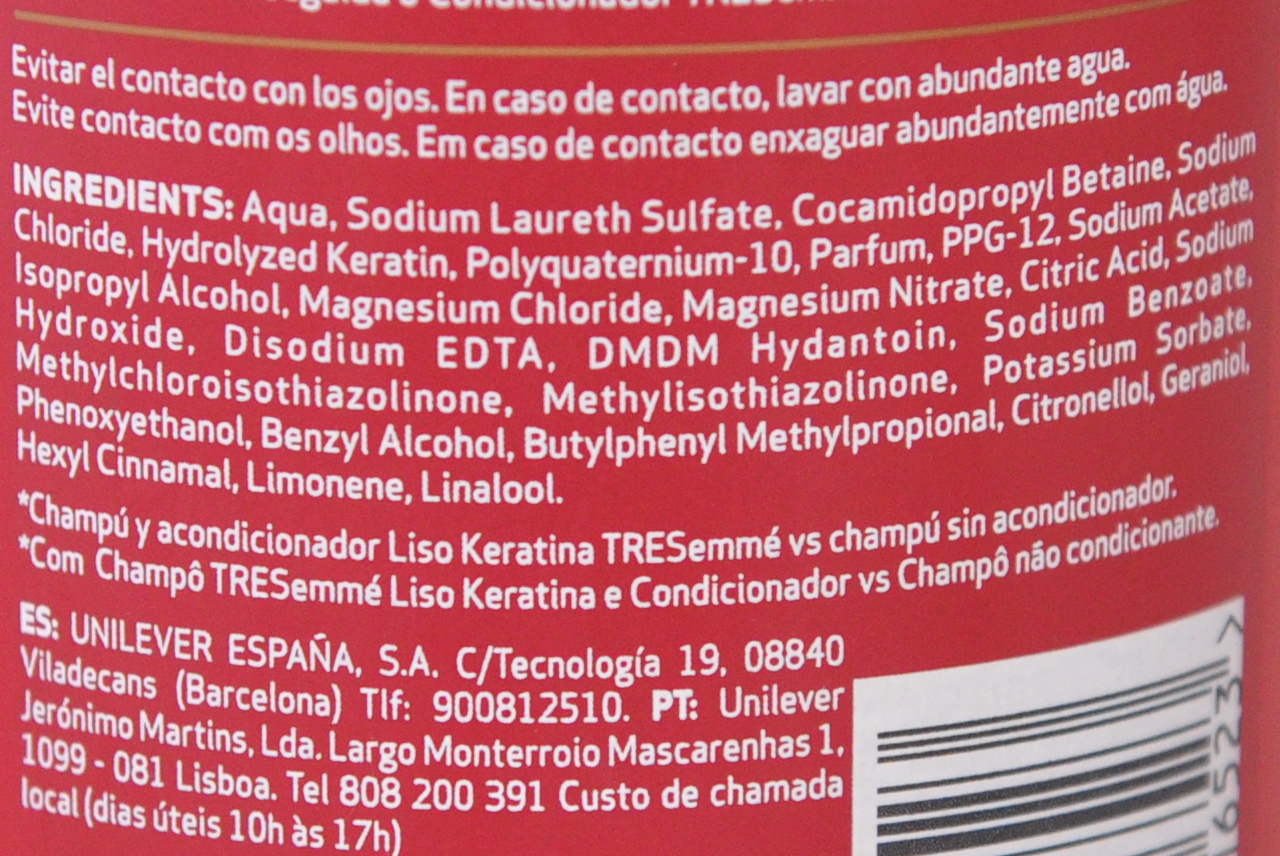 Condicionador
Evitar el contacto con los ojos. En caso de contacto, lavar con abundante agua.
Evite contacto com os olhos. Em caso de contacto enxaguar abundantemente com água.
INGREDIENTS: Aqua, Sodium Laureth Sulfate, Cocamidopropyl Betaine, Sodium
Chloride, Hydrolyzed Keratin, Polyquaternium-10, Parfum, PPG-12, Sodium Acetate,
Isopropyl Alcohol, Magnesium Chloride, Magnesium Nitrate, Citric Acid, Sodium
Hydroxide, Disodium EDTA, DMDM Hydantoin, Sodium Benzoate,
Methylchloroisothiazolinone, Methylisothiazolinone, Potassium Sorbate,
Phenoxyethanol, Benzyl Alcohol, Butylphenyl Methylpropional, Citronellol, Geraniol,
Hexyl Cinnamal, Limonene, Linalool.
*Champú y acondicionador Liso Keratina TRESemmé vs champú sin acondicionador.
*Com Champô TRESemmé Liso Keratina e Condicionador vs Champô não condicionante.
ES: UNILEVER ESPAÑA, S.A. C/Tecnología 19, 08840
Viladecans (Barcelona) Tlf: 900812510. PT: Unilever
Jerónimo Martins, Lda. Largo Monterroio Mascarenhas 1,
1099 - 081 Lisboa. Tel 808 200 391 Custo de chamada
local (dias úteis 10h às 17h)
16523>